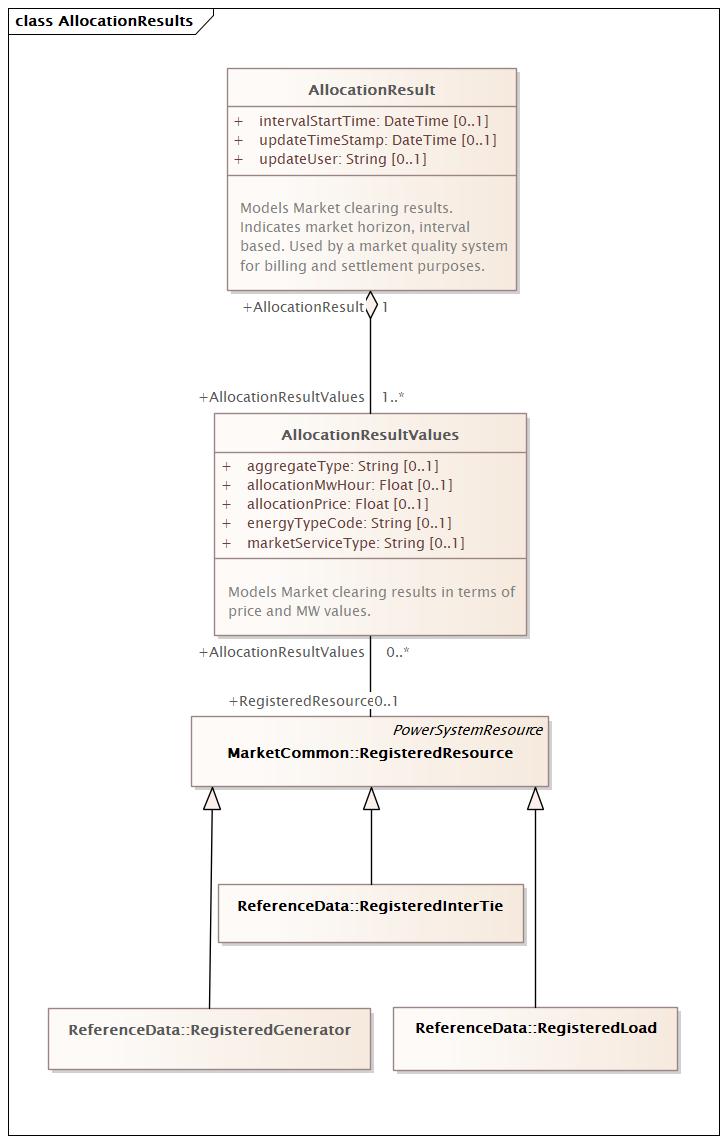 class AllocationResults
AllocationResult
+ intervalStartTime: DateTime [0..1]
+ updateTimeStamp: DateTime [0..1]
+ updateUser: String [0..1]
Models Market clearing results.
Indicates market horizon, interval
based. Used by a market quality system
for billing and settlement purposes.
+AllocationResult 1
+AllocationResultValues 1..*
AllocationResultValues
+ aggregateType: String [0..1]
+ allocationMwHour: Float [0..1]
+ allocationPrice: Float [0..1]
+ energyTypeCode: String [0..1]
+ marketServiceType: String [0..1]
Models Market clearing results in terms of
price and MW values.
+AllocationResultValues 0..*
+RegisteredResource 0..1
PowerSystemResource
MarketCommon::RegisteredResource
ReferenceData::RegisteredInterTie
ReferenceData::RegisteredGenerator
ReferenceData::RegisteredLoad